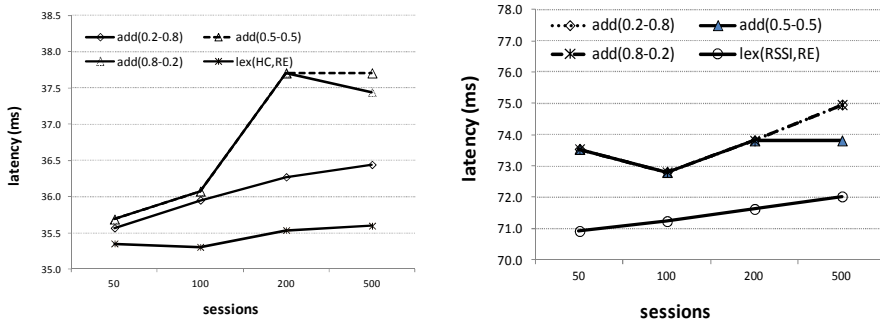 38.5
38.0
37.5
37.0
36.5
36.0
35.5
35.0
latency (ms)
add(0.2-0.8)
add(0.5-0.5)
add(0.8-0.2)
lex(HC,RE)
50
100
200
500
sessions
78.0
77.0
76.0
75.0
74.0
73.0
72.0
71.0
70.0
latency (ms)
add(0.2-0.8)
add(0.5-0.5)
add(0.8-0.2)
lex(RSSI,RE)
50
100
200
500
sessions